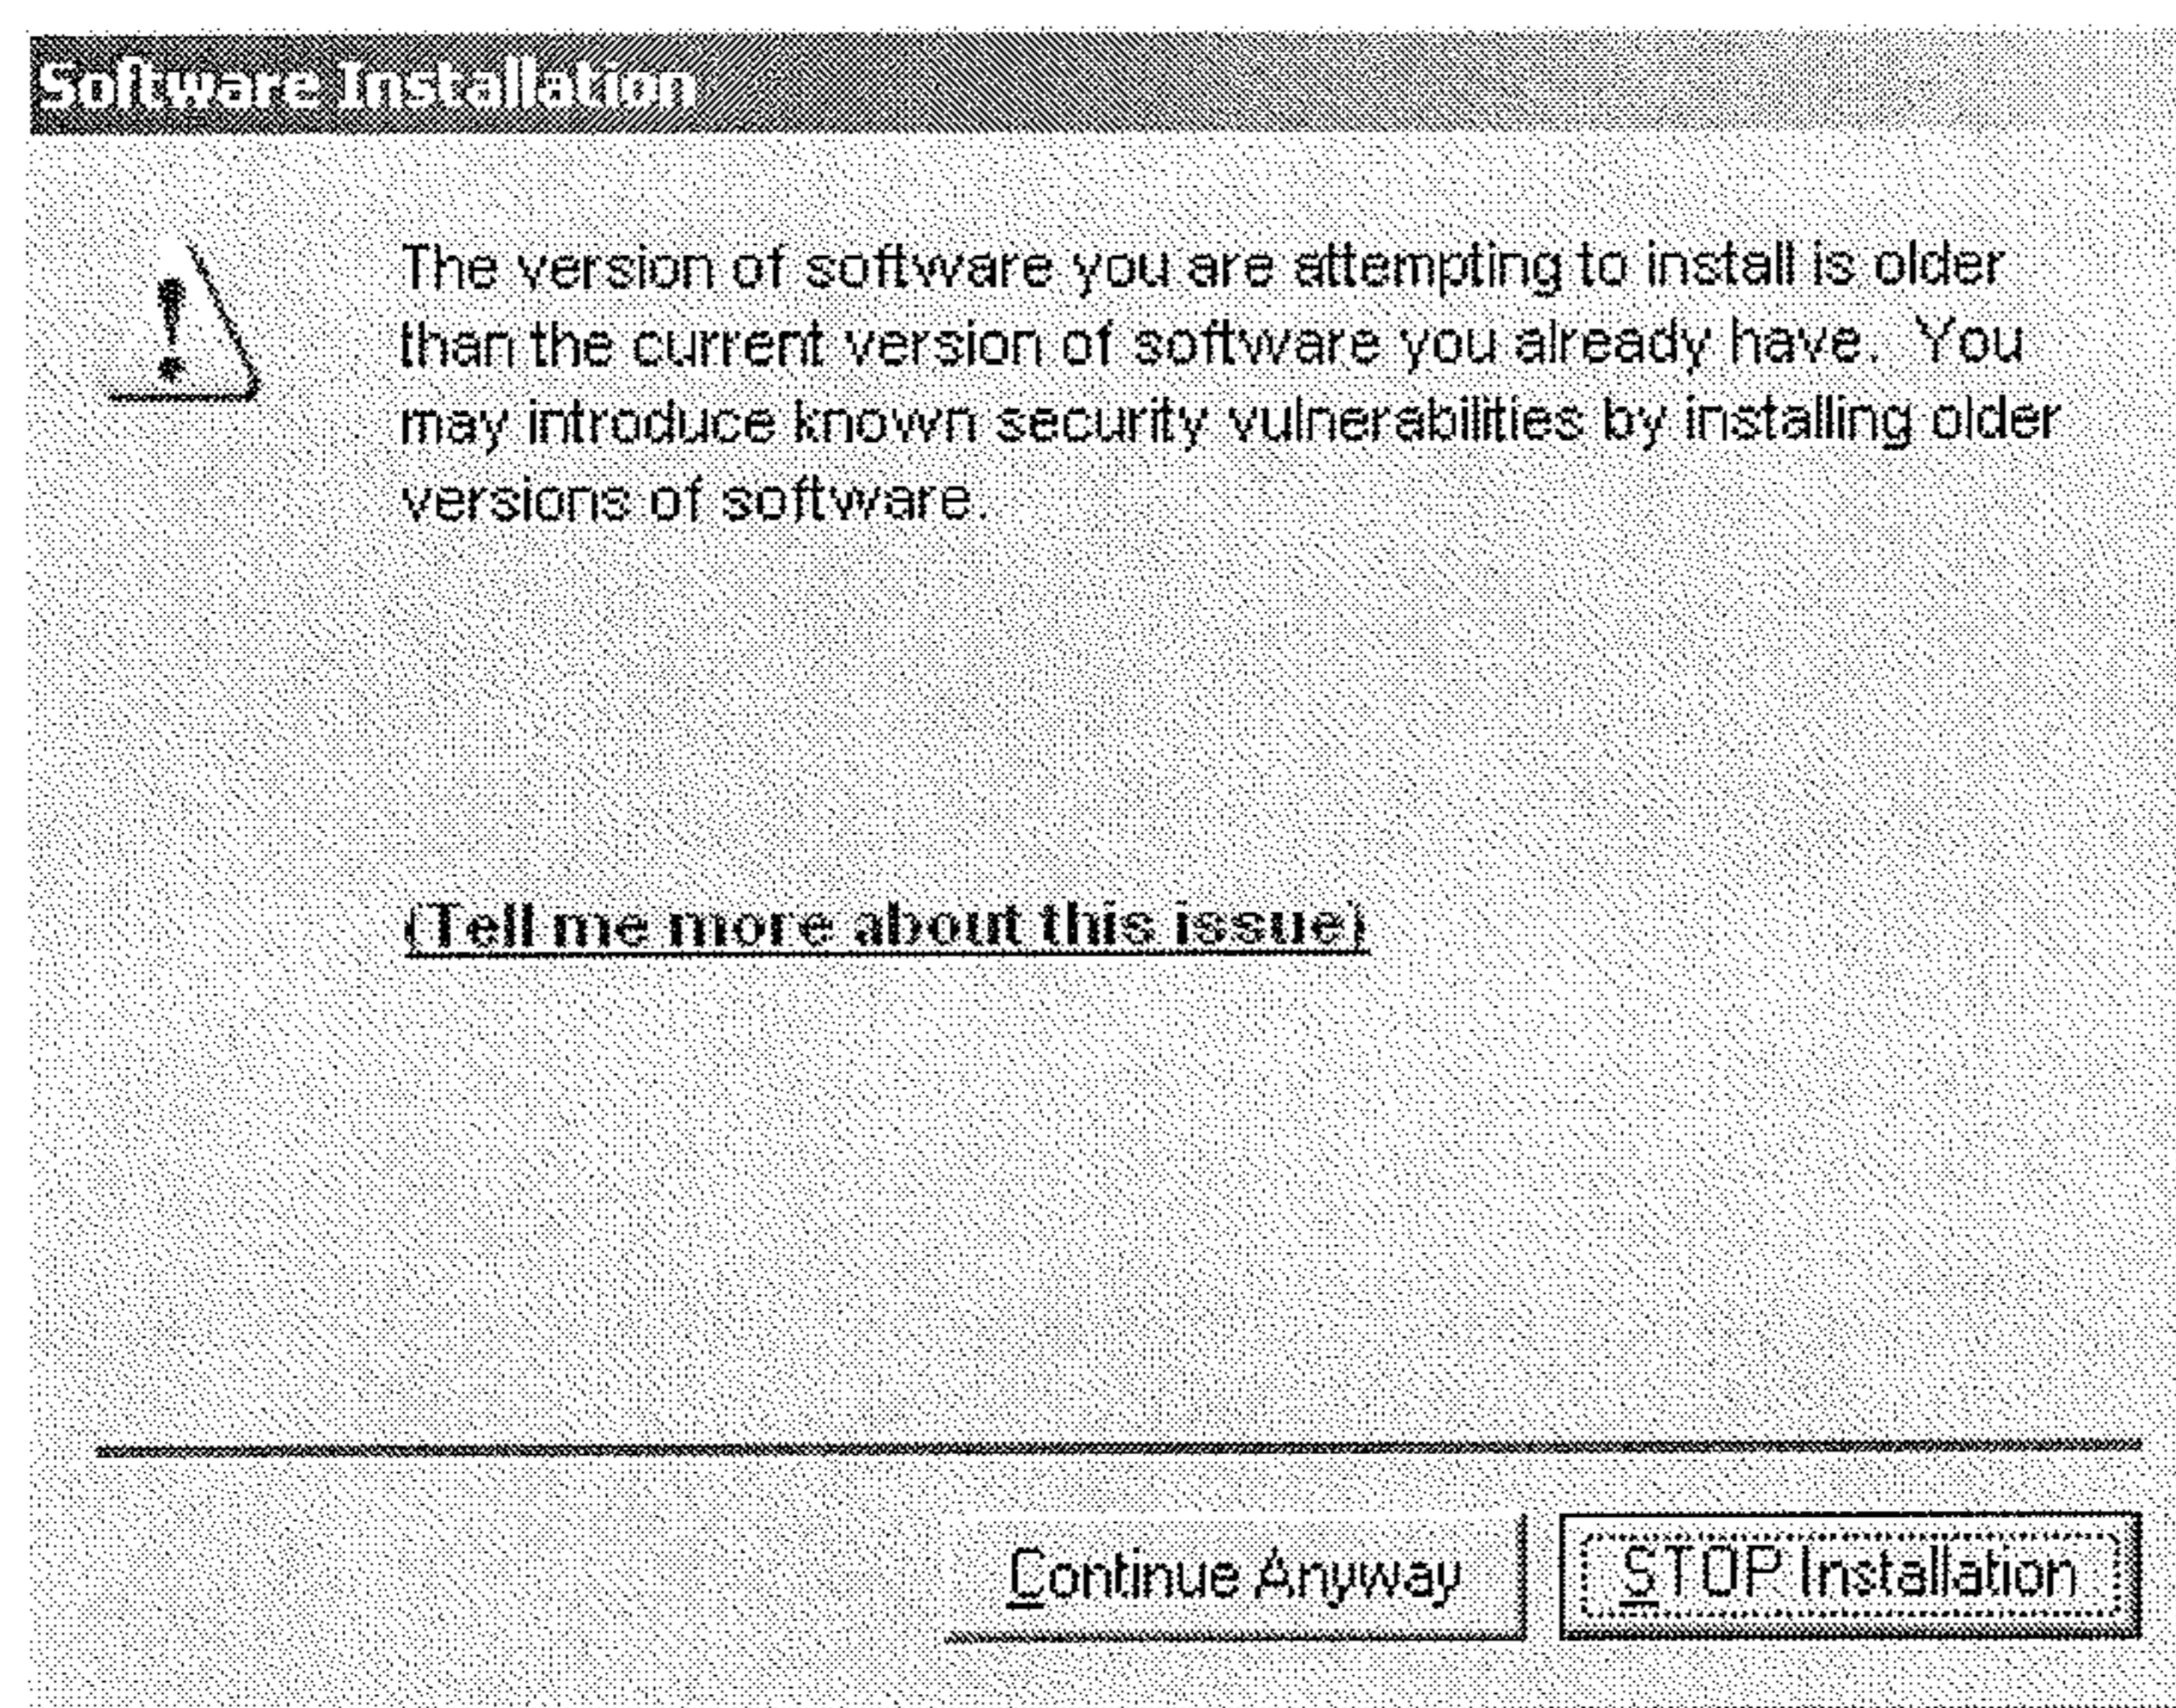 Software Installation
The version of software you are attempting to install is older
than the current version of software you already have. You
may introduce known security vulnerabilities by installing older
versions of software.
(Tell me more about this issue)
Continue Anyway
STOP Installation